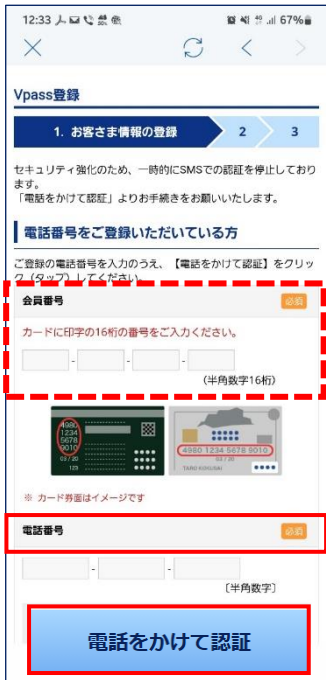 12:33
67%
Vpass登録
1. お客さま情報の登録
2
3
セキュリティ強化のため、一時的にSMSでの認証を停止しており
ます。
「電話をかけて認証」よりお手続きをお願いいたします。
電話番号をご登録いただいている方
ご登録の電話番号を入力のうえ、【電話をかけて認証】をクリッ
ク(タップ)してください。
会員番号
必須
カードに印字の16桁の番号をご入力ください。
- - -
(半角数字16桁)
4980
1234
5678
9010
03 / 20
123
4980 1234 5678 9010
03 / 20
TARO KOKUSAI
※ カード券面はイメージです
電話番号
必須
- -
〔半角数字〕
電話をかけて認証